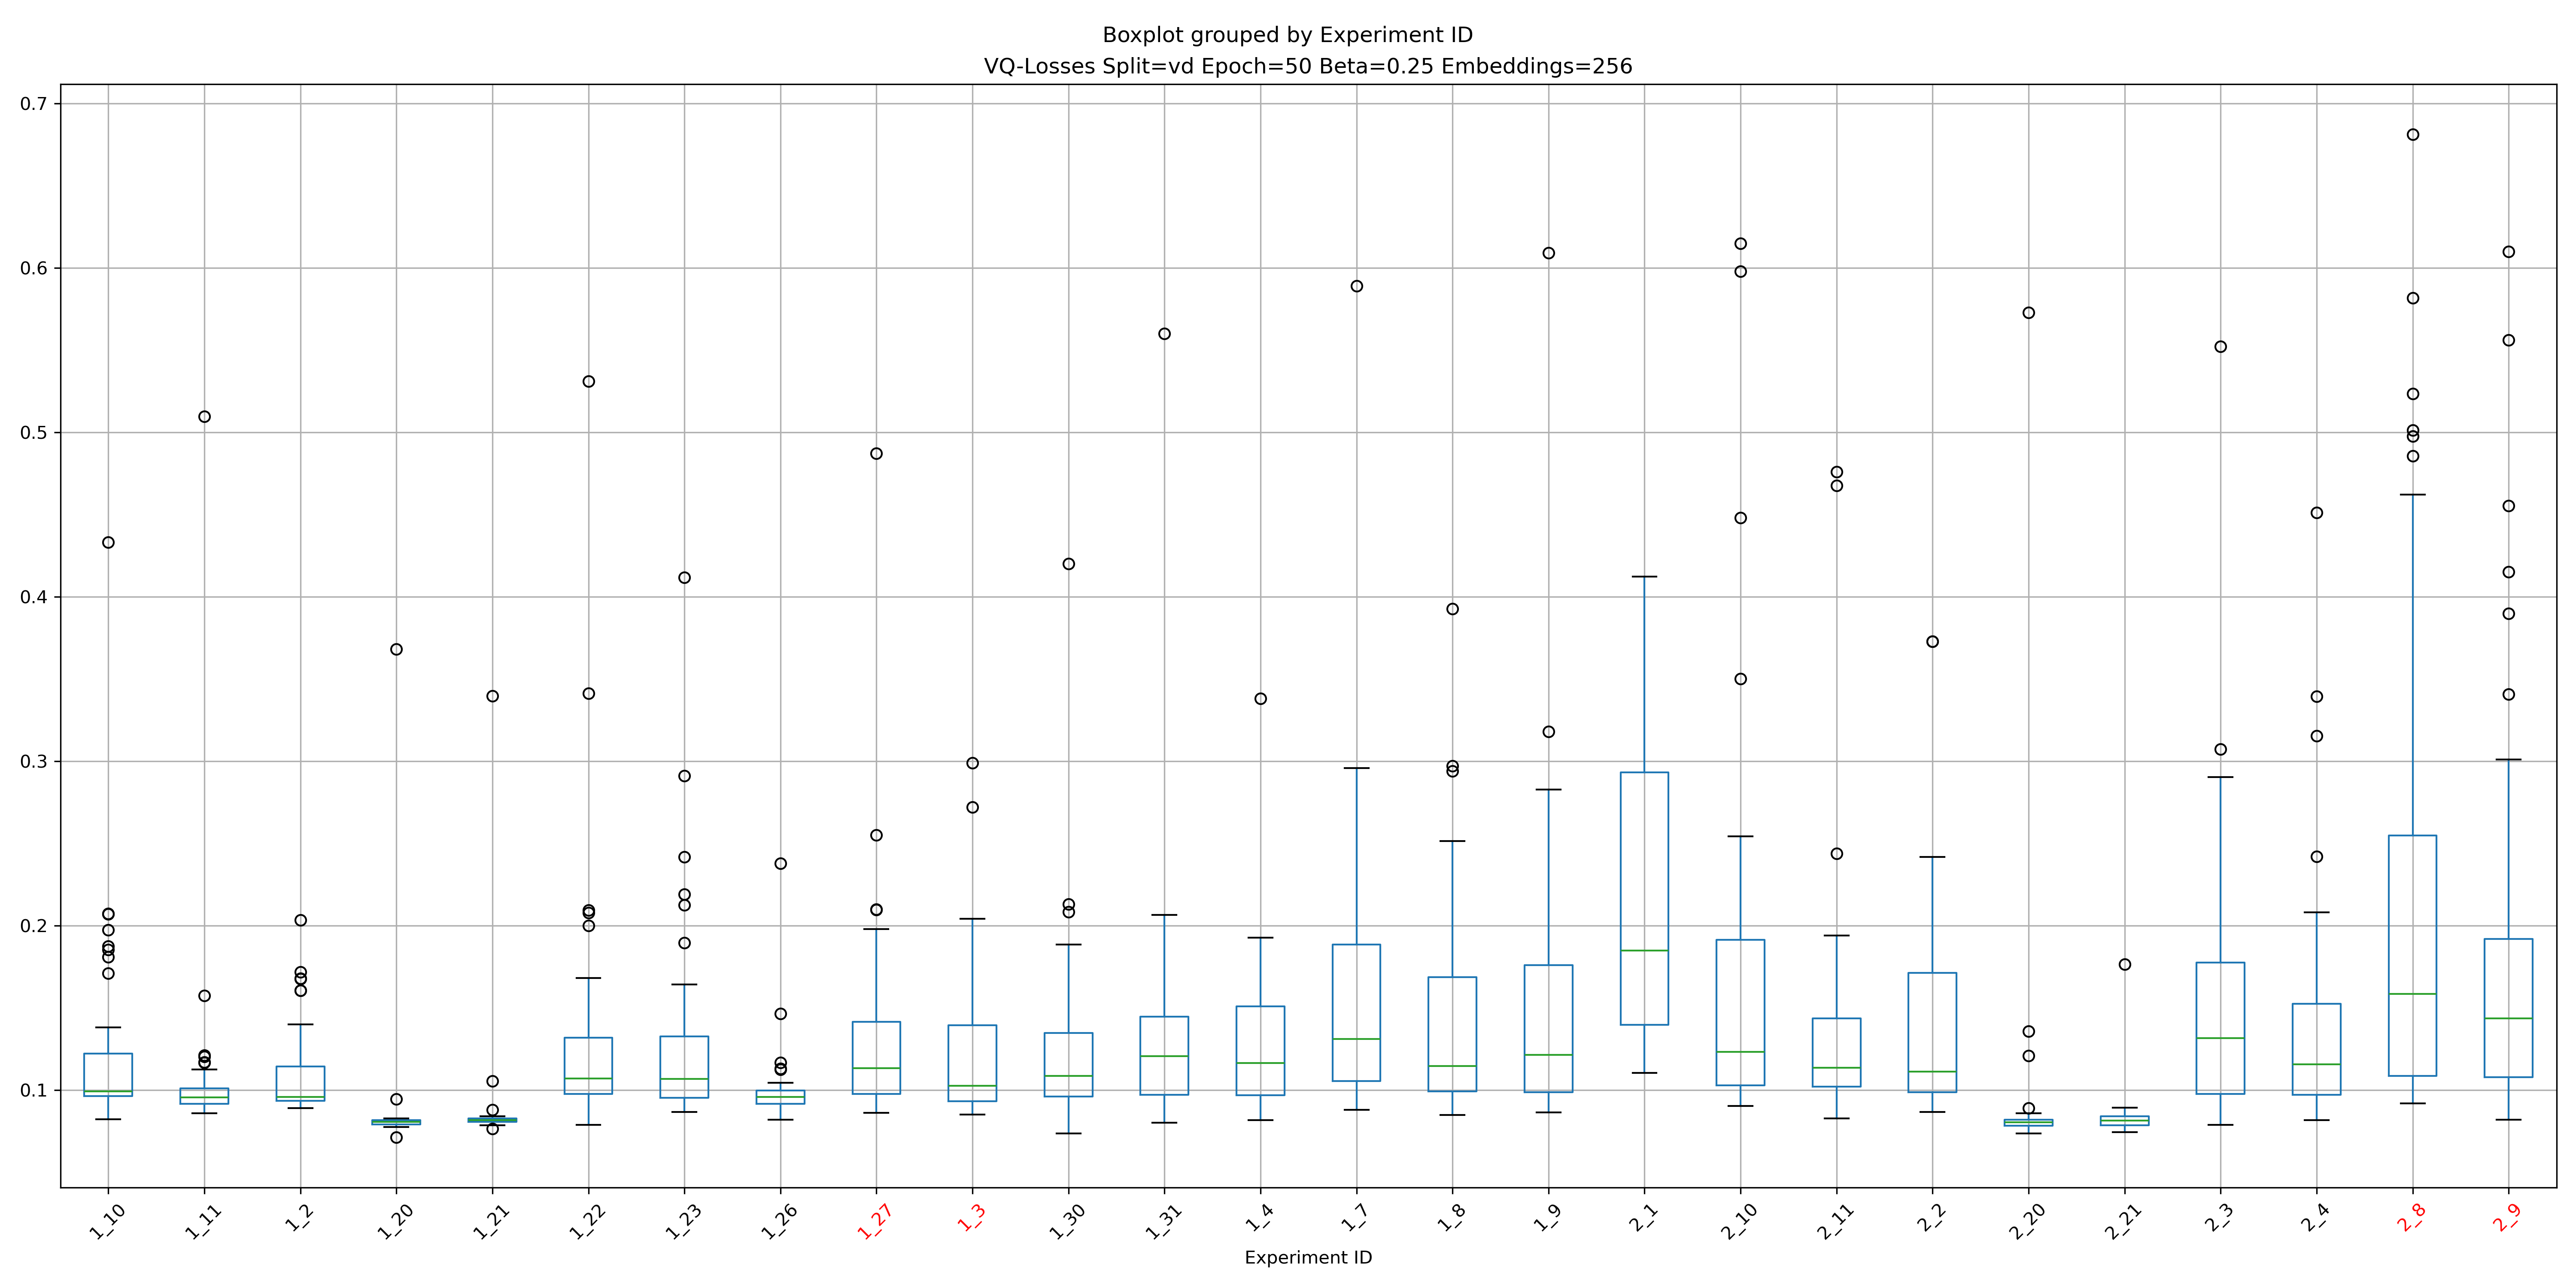 Boxplot grouped by Experiment ID
VQ-Losses Split=vd Epoch=50 Beta=0.25 Embeddings=256
0.7
0.6
0.5
0.4
0.3
0.2
0.1
1_10 1_11 1_2 1_20 1_21 1_22 1_23 1_26 1_27 1_3 1_30 1_31 1_4 1_7 1_8 1_9 2_1 2_10 2_11 2_2 2_20 2_21 2_3 2_4 2_8 2_9
Experiment ID